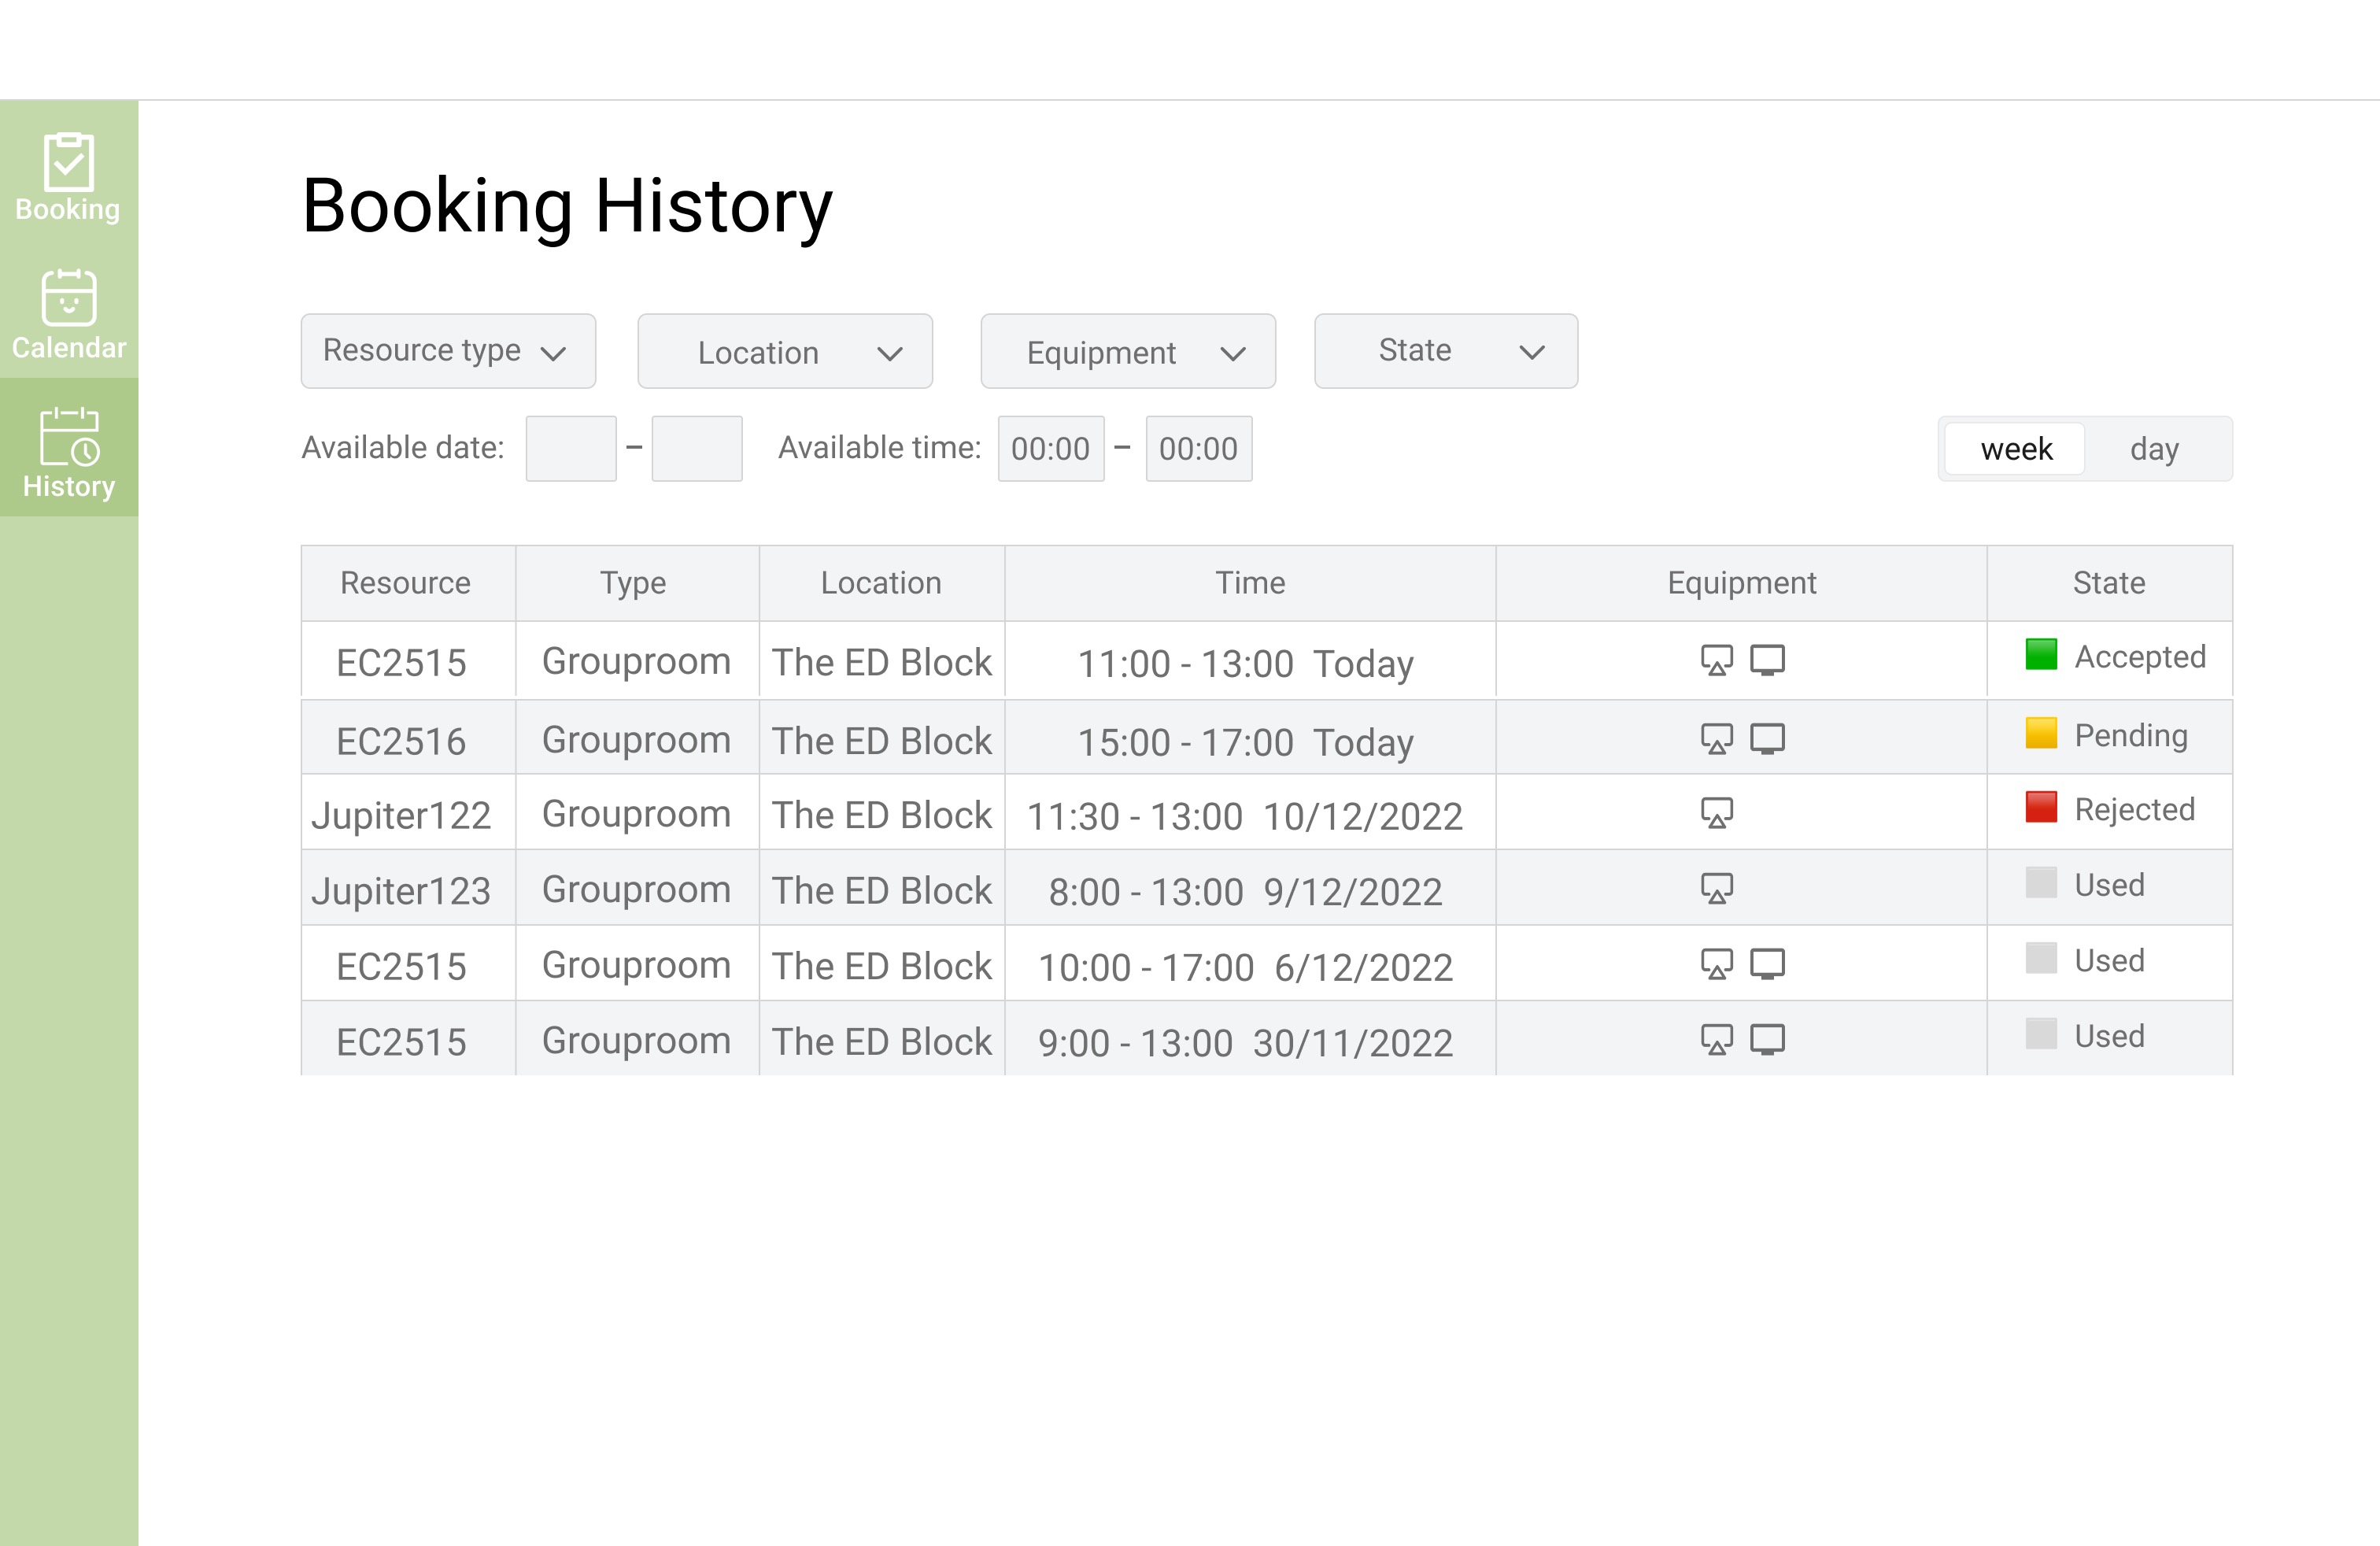 Booking
Calendar
History
Booking History
Resource type
Location
Equipment
State
Available date: –
Available time: 00:00 – 00:00
week day
Resource Type Location Time Equipment State
EC2515 Grouproom The ED Block 11:00 - 13:00 Today Accepted
EC2516 Grouproom The ED Block 15:00 - 17:00 Today Pending
Jupiter122 Grouproom The ED Block 11:30 - 13:00 10/12/2022 Rejected
Jupiter123 Grouproom The ED Block 8:00 - 13:00 9/12/2022 Used
EC2515 Grouproom The ED Block 10:00 - 17:00 6/12/2022 Used
EC2515 Grouproom The ED Block 9:00 - 13:00 30/11/2022 Used